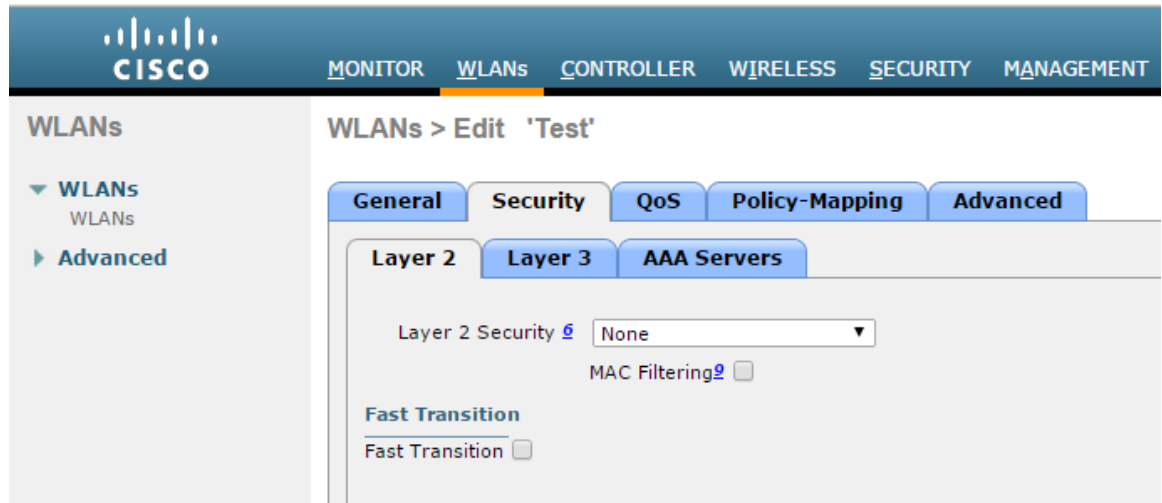 CISCO
MONITOR WLANs CONTROLLER WIRELESS SECURITY MANAGEMENT
WLANs
WLANs
WLANs
Advanced
WLANs > Edit 'Test'
General Security QoS Policy-Mapping Advanced
Layer 2 Layer 3 AAA Servers
Layer 2 Security 6 None
MAC Filtering9
Fast Transition
Fast Transition